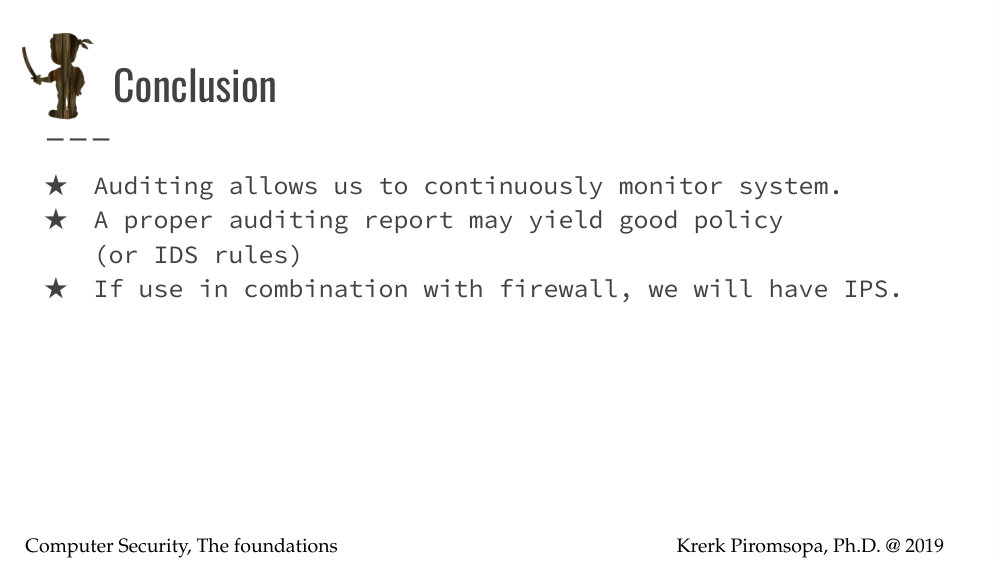 Conclusion
★ Auditing allows us to continuously monitor system.
★ A proper auditing report may yield good policy
(or IDS rules)
★ If use in combination with firewall, we will have IPS.
Computer Security, The foundations
Krerk Piromsopa, Ph.D. @ 2019